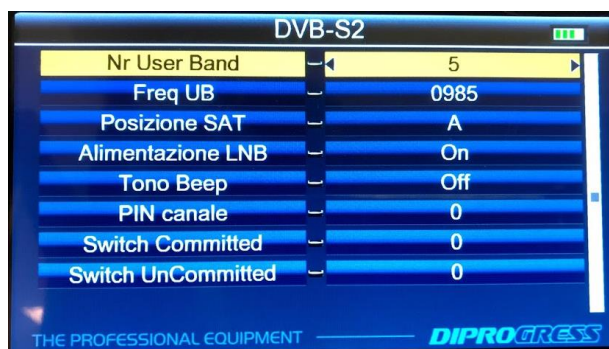 DVB-S2
Nr User Band 5
Freq UB 0985
Posizione SAT A
Alimentazione LNB On
Tono Beep Off
PIN canale 0
Switch Committed 0
Switch UnCommitted 0
THE PROFESSIONAL EQUIPMENT DIPROGRESS